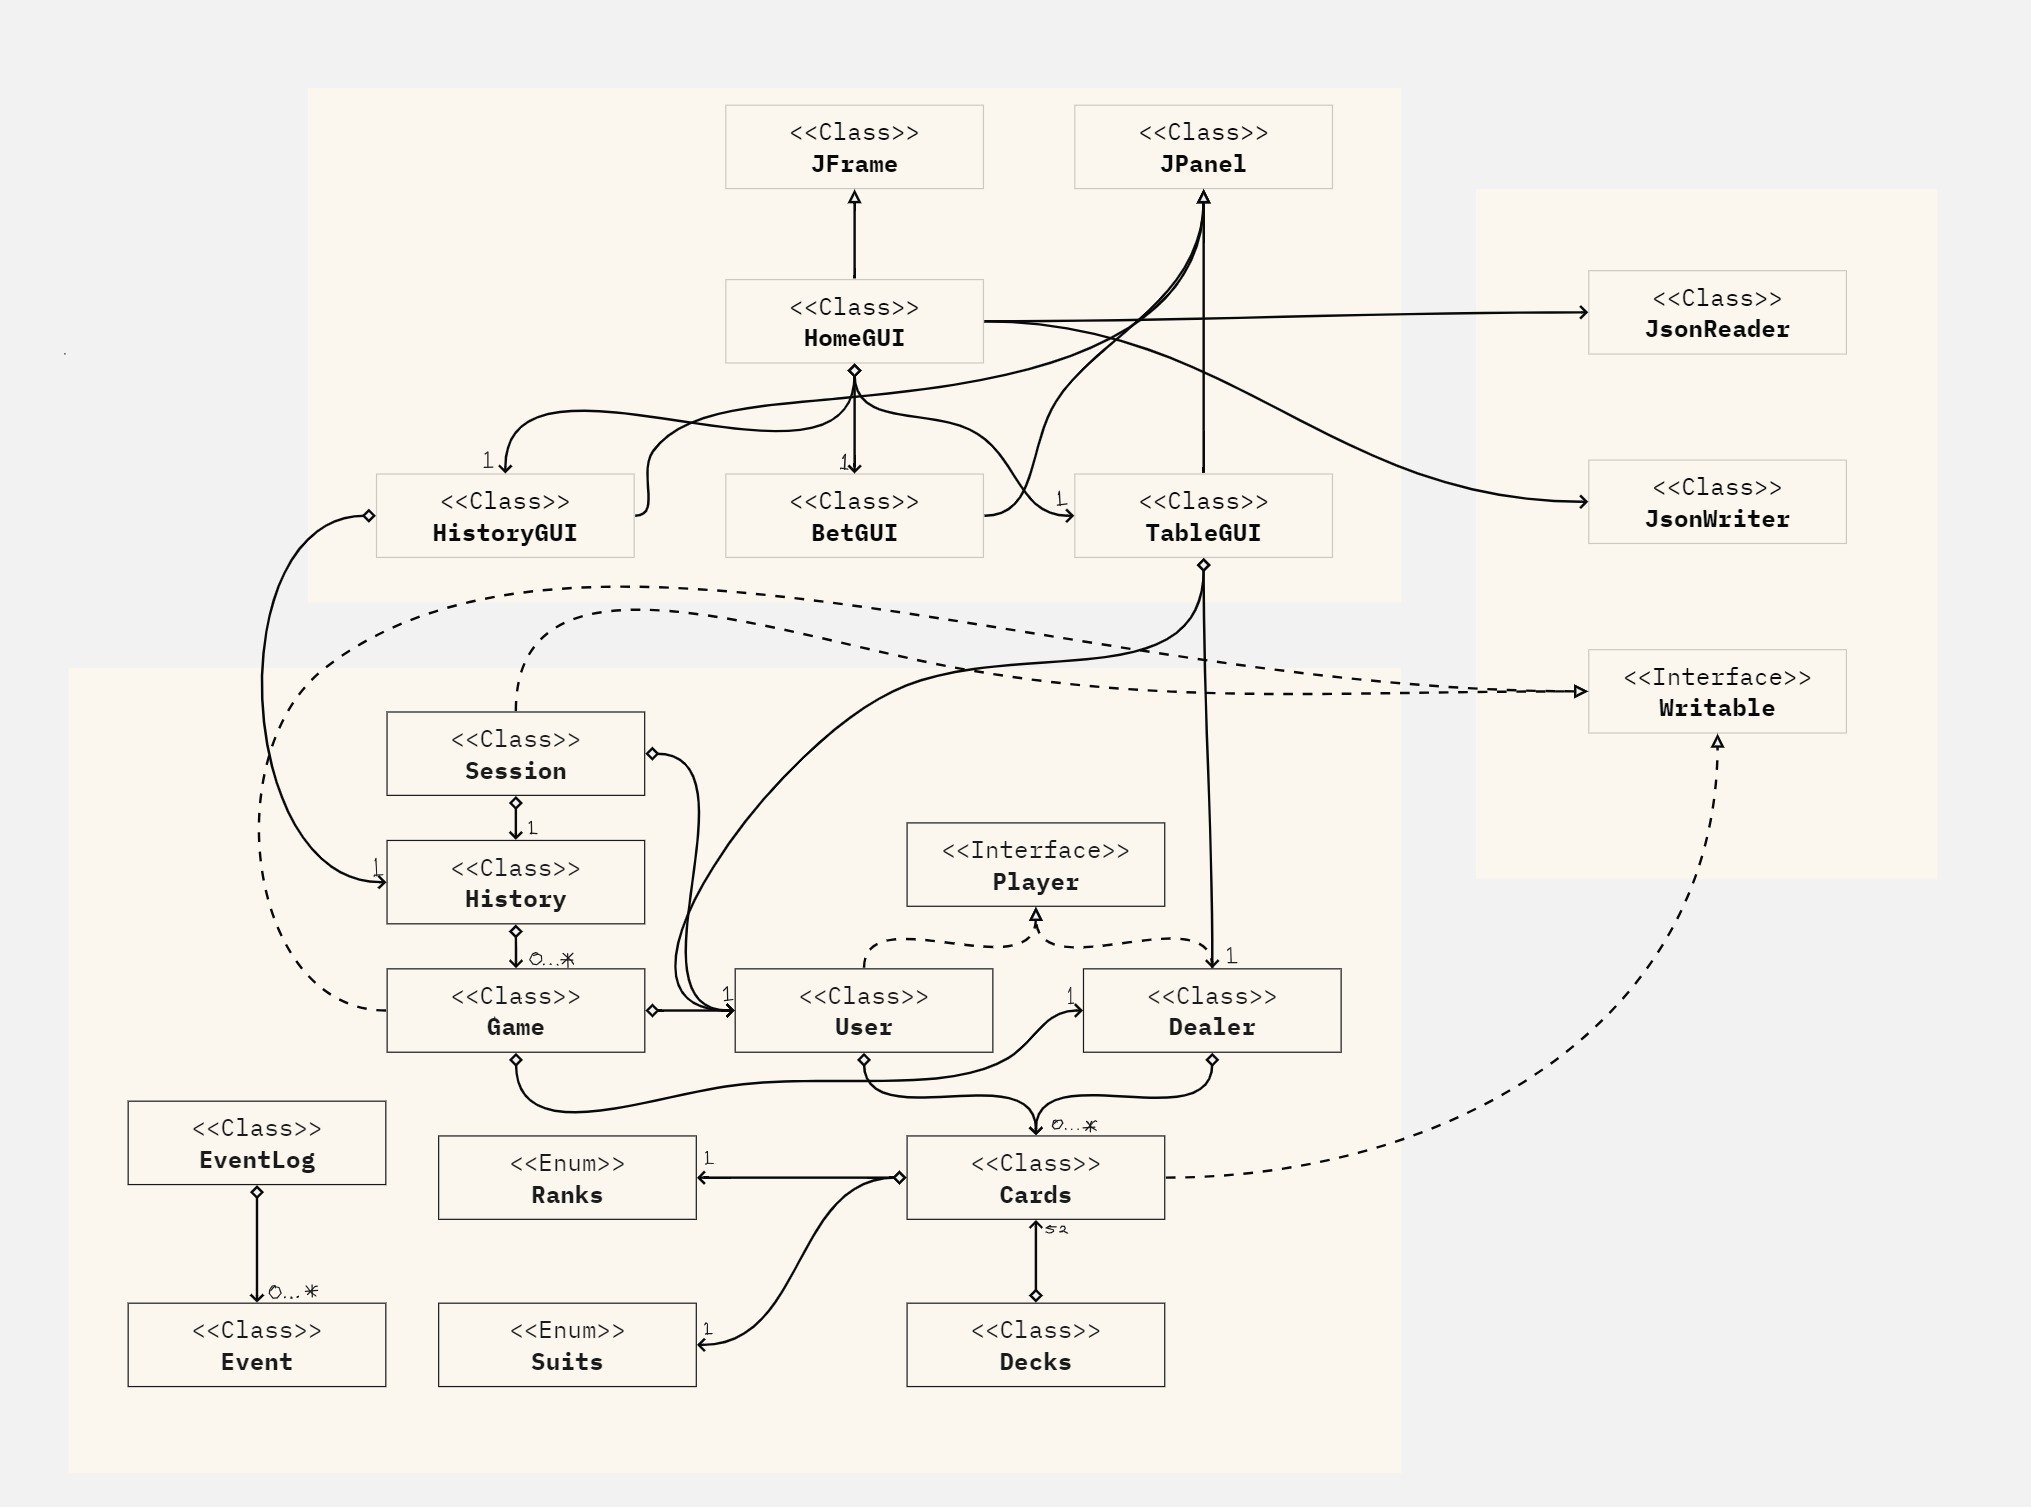 <<Class>>
JFrame
<<Class>>
JPanel
<<Class>>
HomeGUI
<<Class>>
JsonReader
1
1
1
<<Class>>
HistoryGUI
<<Class>>
BetGUI
<<Class>>
TableGUI
<<Class>>
JsonWriter
<<Interface>>
Writable
<<Class>>
Session
1
1
<<Class>>
History
<<Interface>>
Player
0...*
1
1
1
<<Class>>
Game
<<Class>>
User
<<Class>>
Dealer
<<Class>>
EventLog
0...*
1
<<Enum>>
Ranks
<<Class>>
Cards
52
0...*
1
<<Class>>
Event
<<Enum>>
Suits
<<Class>>
Decks